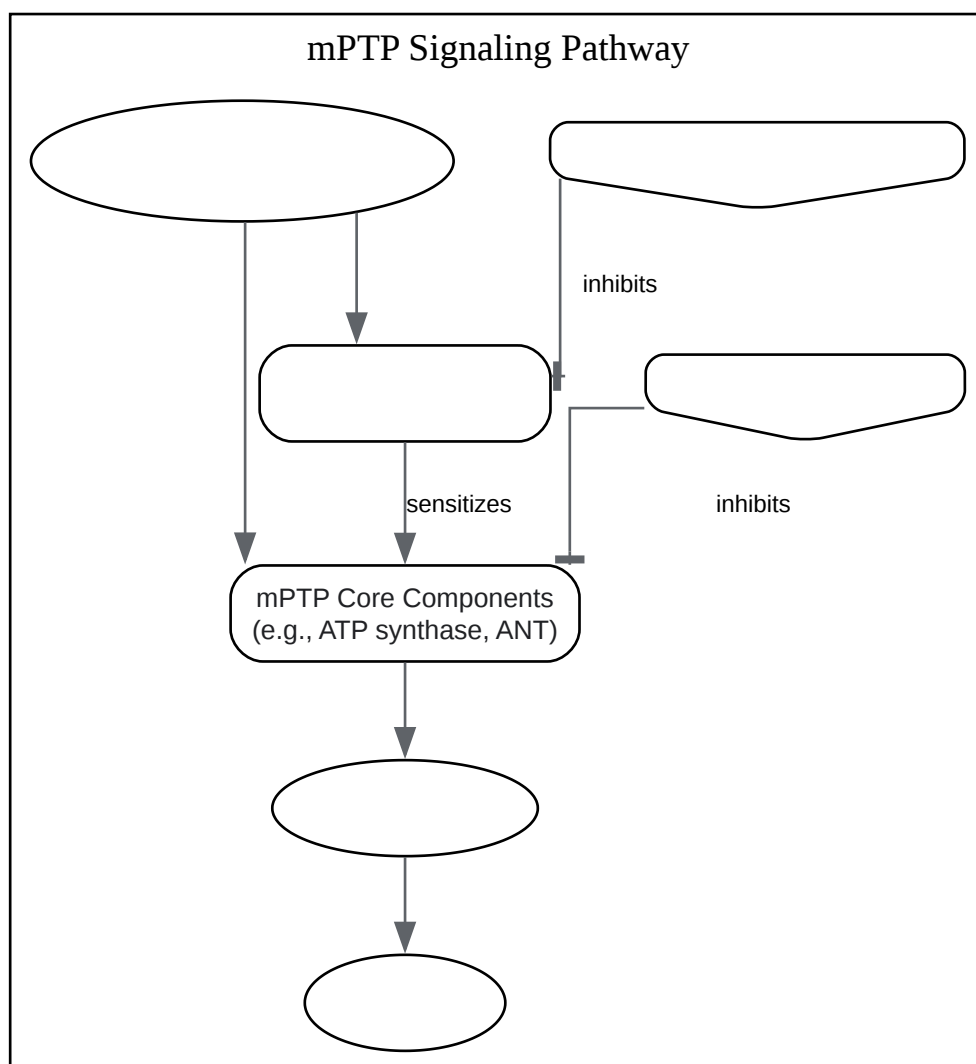 mPTP Signaling Pathway
inhibits
sensitizes
inhibits
mPTP Core Components
(e.g., ATP synthase, ANT)